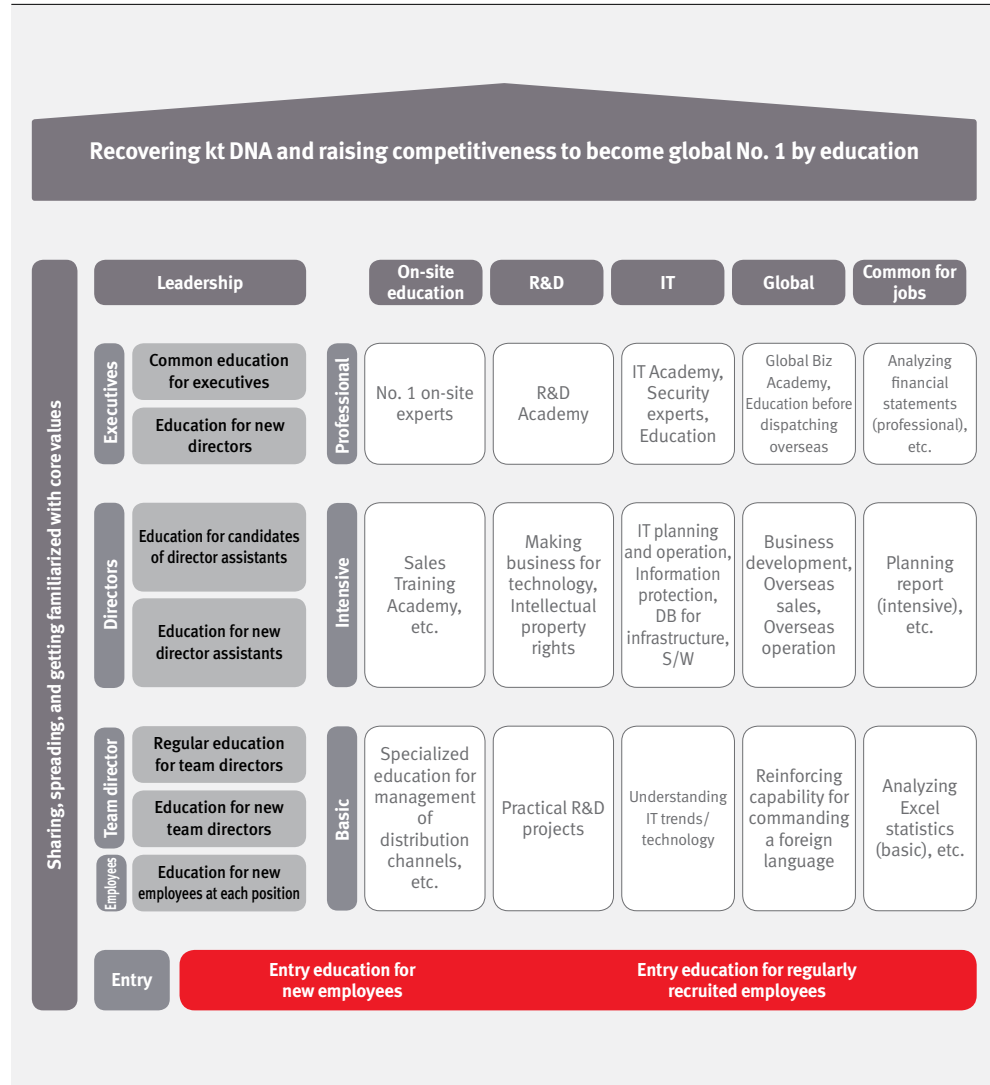 Recovering kt DNA and raising competitiveness to become global No. 1 by education
Sharing, spreading, and getting familiarized with core values
Leadership
On-site
education
R&D
IT
Global
Common for
jobs
Executives
Common education
for executives
Education for new
directors
Professional
No. 1 on-site
experts
R&D
Academy
IT Academy,
Security
experts,
Education
Global Biz
Academy,
Education before
dispatching
overseas
Analyzing
financial
statements
(professional),
etc.
Directors
Education for candidates
of director assistants
Education for new
director assistants
Intensive
Sales
Training
Academy,
etc.
Making
business for
technology,
Intellectual
property
rights
IT planning
and operation,
Information
protection,
DB for
infrastructure,
S/W
Business
development,
Overseas
sales,
Overseas
operation
Planning
report
(intensive),
etc.
Team director
Regular education
for team directors
Education for new
team directors
Employees
Education for new
employees at each position
Basic
Specialized
education for
management
of
distribution
channels,
etc.
Practical R&D
projects
Understanding
IT trends/
technology
Reinforcing
capability for
commanding
a foreign
language
Analyzing
Excel
statistics
(basic), etc.
Entry
Entry education for
new employees
Entry education for regularly
recruited employees